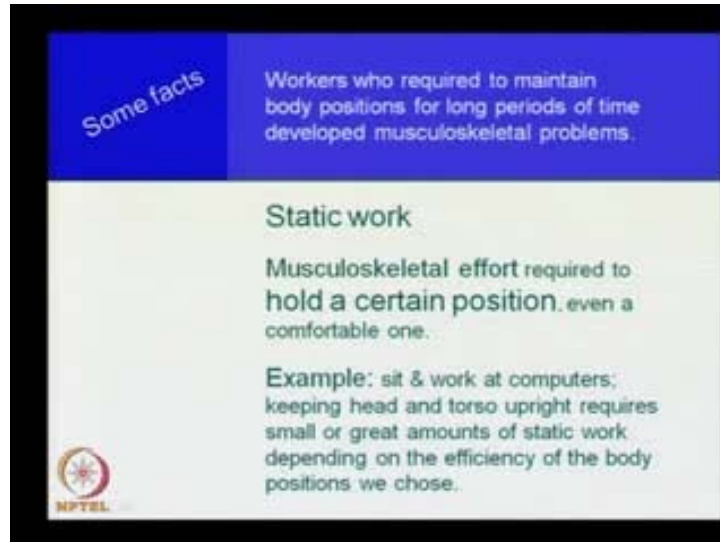 Some facts
Workers who required to maintain
body positions for long periods of time
developed musculoskeletal problems.
Static work
Musculoskeletal effort required to
hold a certain position, even a
comfortable one.
Example: sit & work at computers;
keeping head and torso upright requires
small or great amounts of static work
depending on the efficiency of the body
positions we chose.
NPTEL